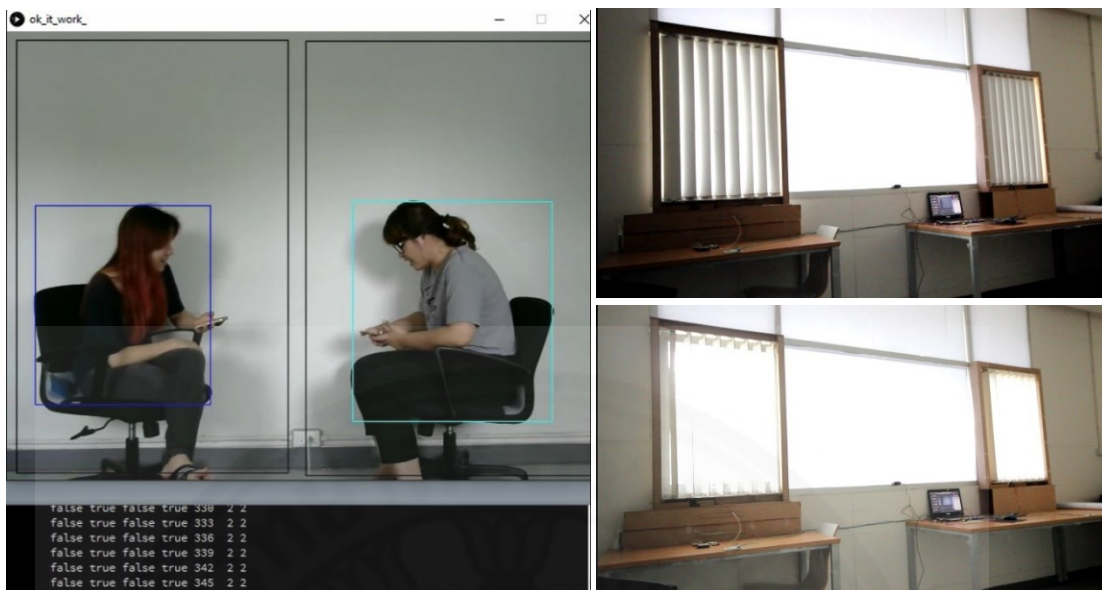 ok_it_work_
false true false true 330  2 2
false true false true 333  2 2
false true false true 336  2 2
false true false true 339  2 2
false true false true 342  2 2
false true false true 345  2 2